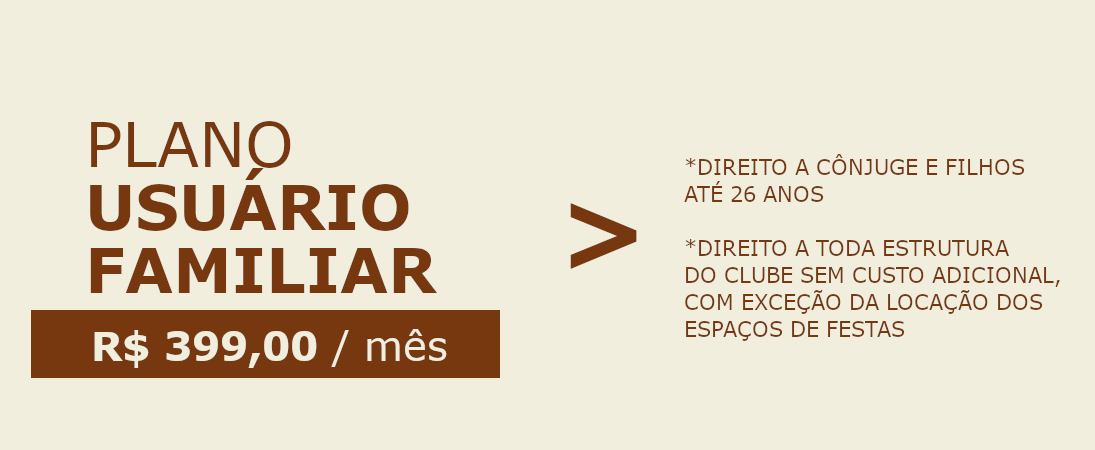 PLANO
USUÁRIO
FAMILIAR
R$ 399,00 / mês
>
*DIREITO A CÔNJUGE E FILHOS
ATÉ 26 ANOS
*DIREITO A TODA ESTRUTURA
DO CLUBE SEM CUSTO ADICIONAL,
COM EXCEÇÃO DA LOCAÇÃO DOS
ESPAÇOS DE FESTAS